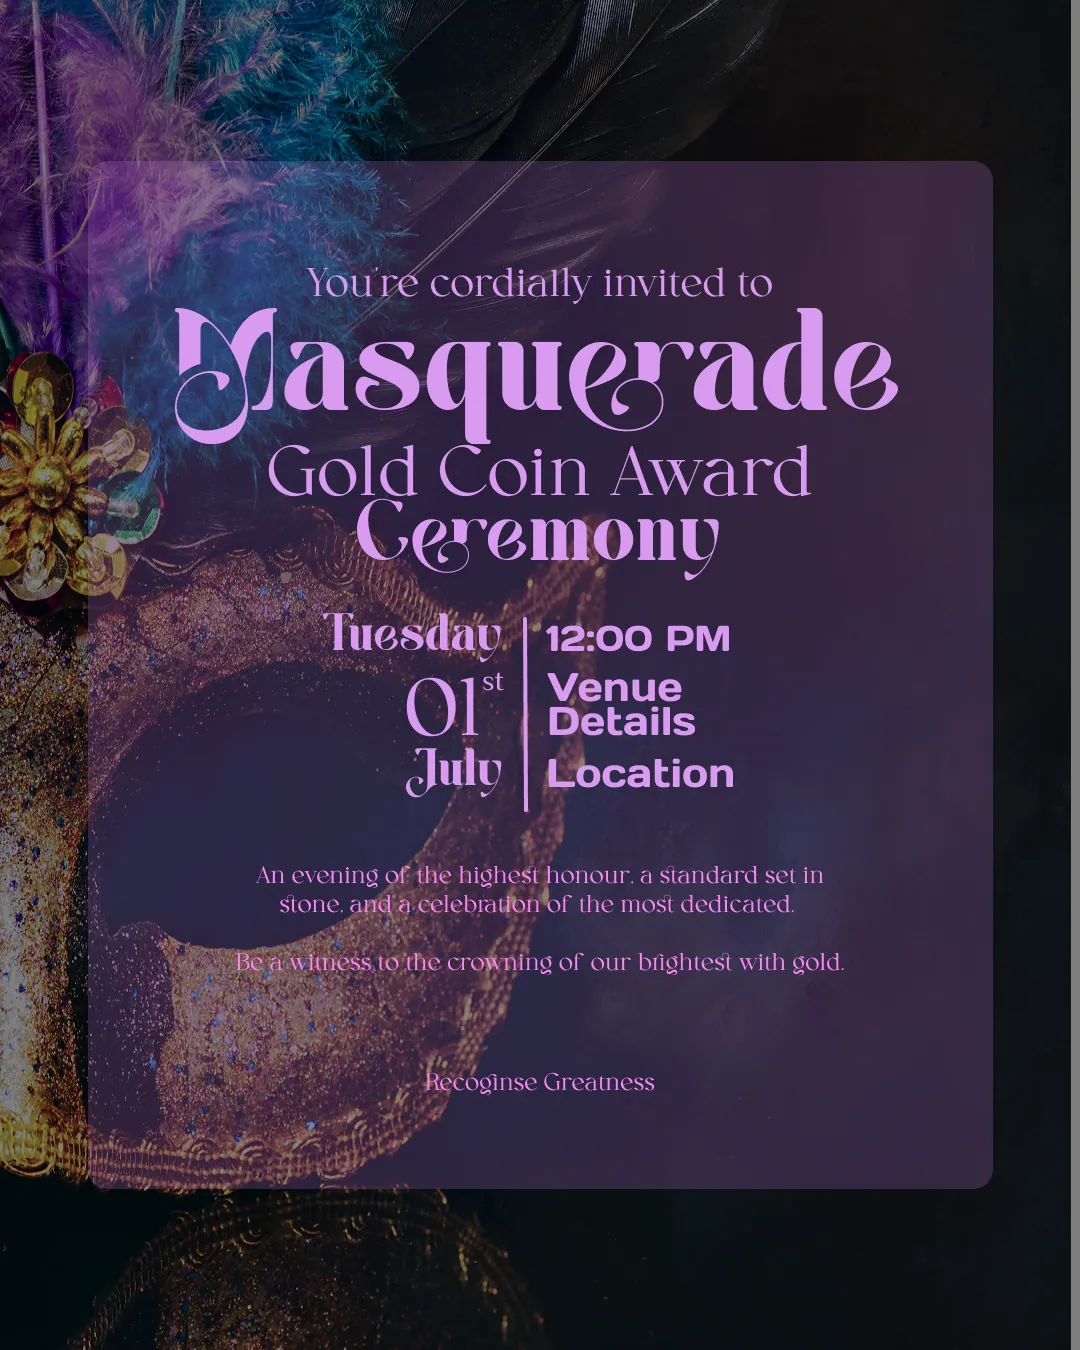 You're cordially invited to
Masquerade
Gold Coin Award
Ceremony
Tuesday
01st
July
12:00 PM
Venue
Details
Location
An evening of the highest honour, a standard set in
stone, and a celebration of the most dedicated.
Be a witness to the crowning of our brightest with gold.
Recoginse Greatness